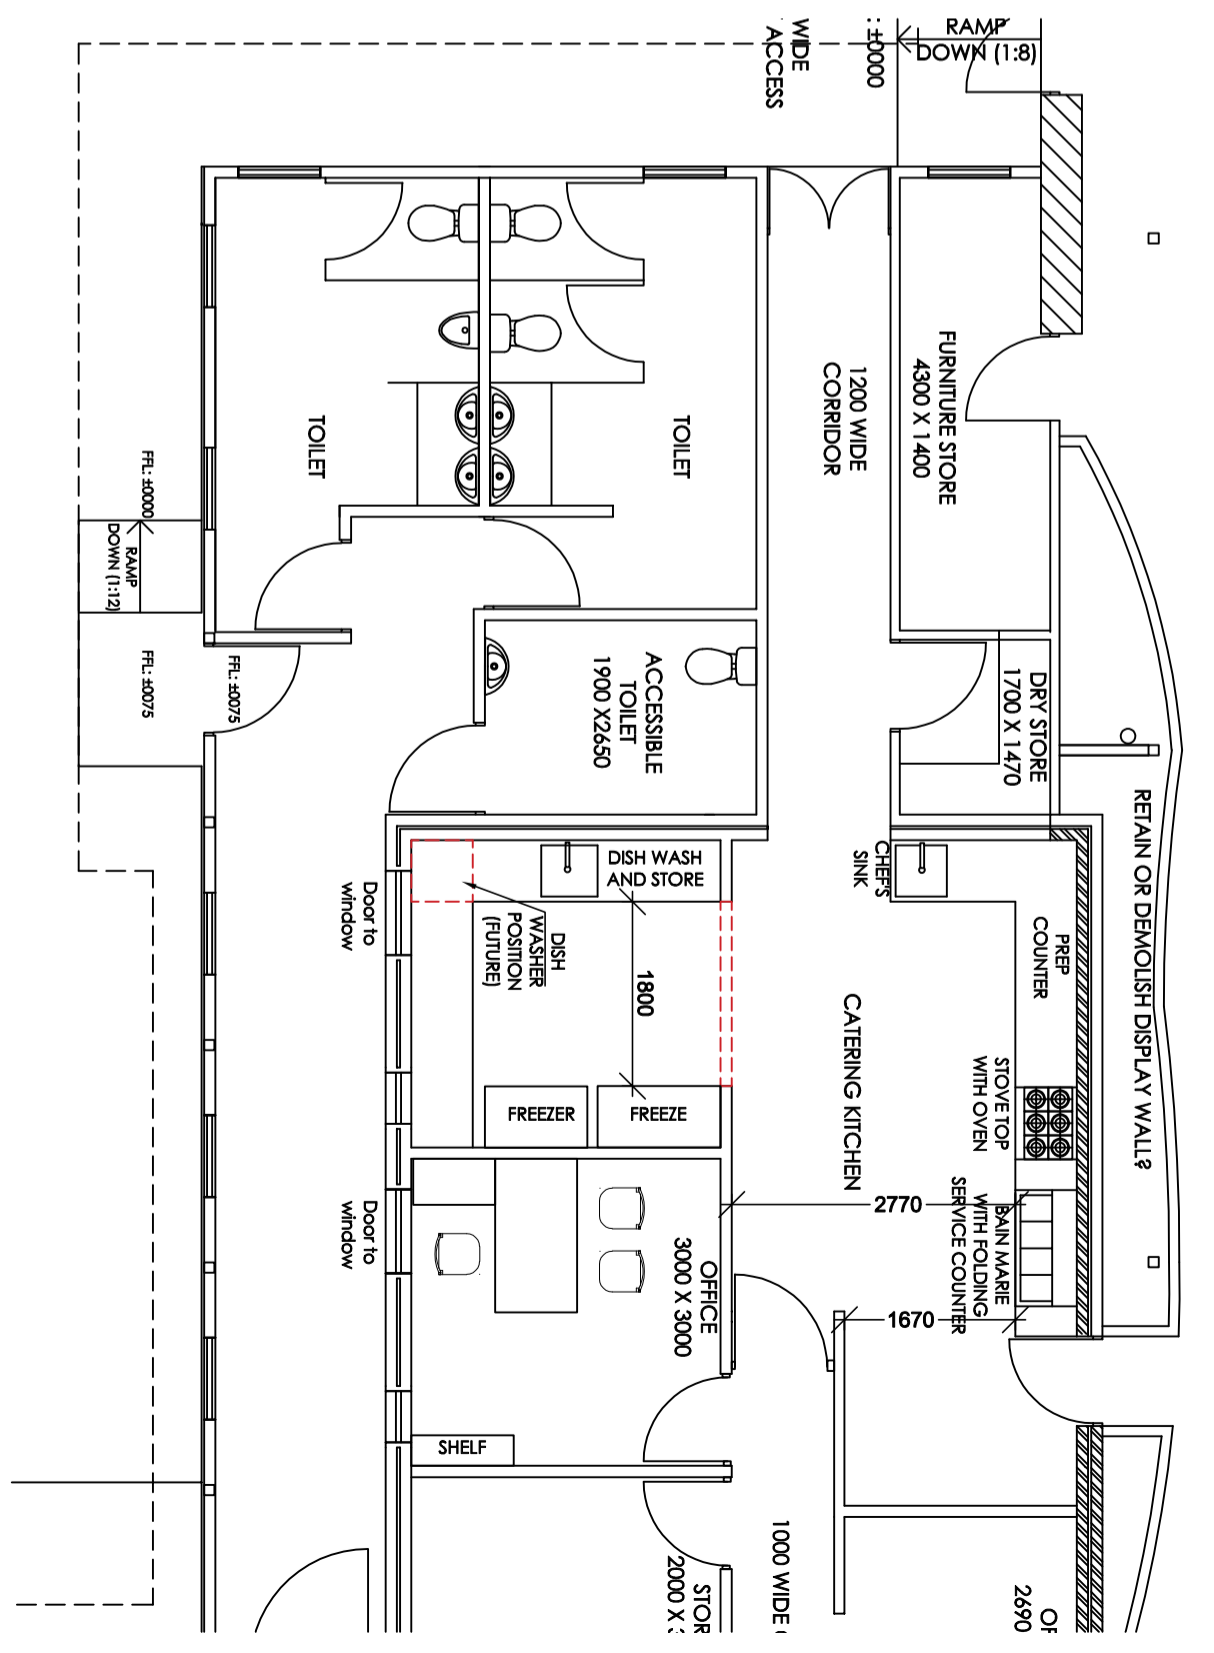 RAMP
DOWN (1:8)
: ±0000
WIDE
ACCESS
FURNITURE STORE
4300 X 1400
1200 WIDE
CORRIDOR
TOILET
TOILET
FFL: ±0000
RAMP
DOWN (1:12)
FFL: ±0075
FFL: ±0075
ACCESSIBLE
TOILET
1900 X2650
DRY STORE
1700 X 1470
RETAIN OR DEMOLISH DISPLAY WALL?
DISH WASH
AND STORE
CHEF'S
SINK
PREP
COUNTER
Door to
window
DISH
WASHER
POSITION
(FUTURE)
1800
CATERING KITCHEN
STOVE TOP
WITH OVEN
FREEZER
FREEZE
BAIN MARIE
WITH FOLDING
SERVICE COUNTER
2770
1670
Door to
window
OFFICE
3000 X 3000
SHELF
1000 WIDE
STOR
2000 X
OF
2690